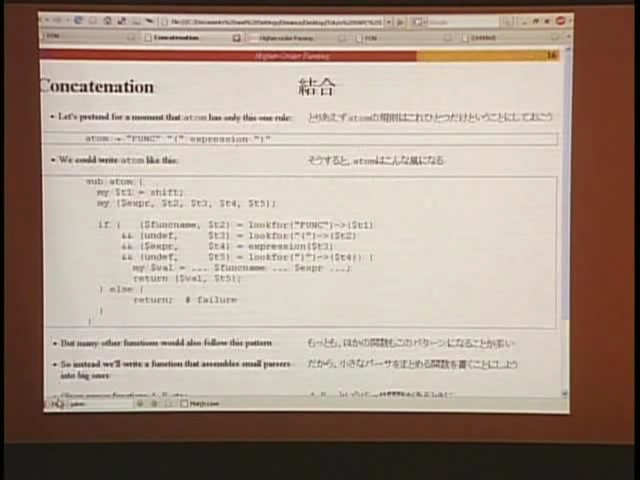 Concatenation
Higher-Order Parsing
16
Concatenation 結合
• Let's pretend for a moment that atom has only this one rule: とりあえずatomの規則はこれひとつだけということにしておこう
atom → "FUNC" "(" expression ")"
• We could write atom like this: そうすると、atomはこんな風になる
sub atom {
my $t1 = shift;
my ($expr, $t2, $t3, $t4, $t5);
if ( ($funcname, $t2) = lookfor("FUNC")->($t1)
&& (undef, $t3) = lookfor("(")->($t2)
&& ($expr, $t4) = expression($t3)
&& (undef, $t5) = lookfor(")")->($t4)) {
my $val = ... $funcname ... $expr ...;
return ($val, $t5);
} else {
return; # failure
}
}
• But many other functions would also follow this pattern もっとも、ほかの関数もこのパターンになることが多い
• So instead we'll write a function that assembles small parsers だから、小さなパーサをまとめる関数を書くことにしよう
into big ones: